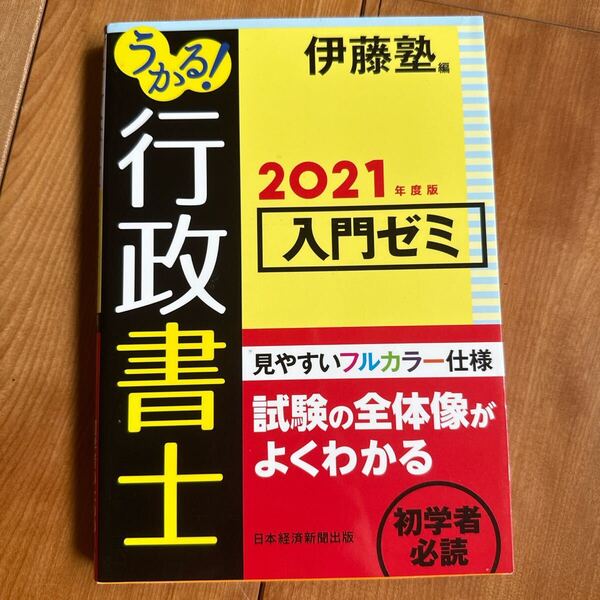 うかる!
行政書士
伊藤塾編
2021年度版
入門ゼミ
見やすいフルカラー仕様
試験の全体像が
よくわかる
初学者
必読
日本経済新聞出版